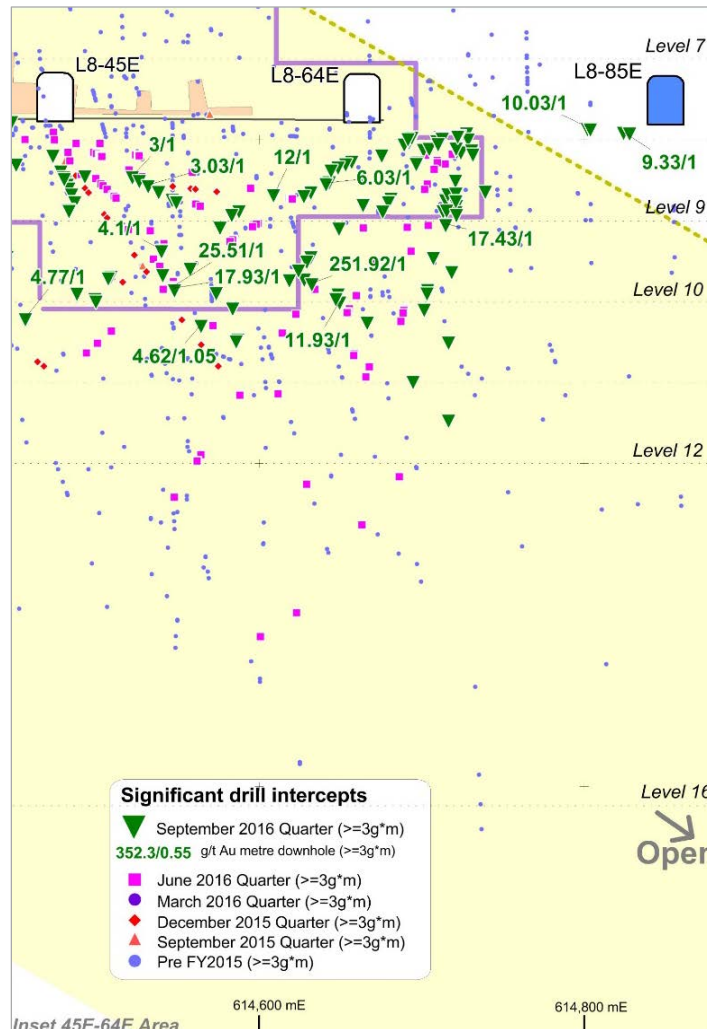 Level 7
L8-45E
L8-64E
L8-85E
10.03/1
9.33/1
3/1
3.03/1
12/1
6.03/1
Level 9
4.1/1
17.43/1
25.51/1
4.77/1
17.93/1
251.92/1
Level 10
11.93/1
4.62/1.05
Level 12
Level 16
Open
Significant drill intercepts
September 2016 Quarter (>=3g*m)
352.3/0.55 g/t Au metre downhole (>=3g*m)
June 2016 Quarter (>=3g*m)
March 2016 Quarter (>=3g*m)
December 2015 Quarter (>=3g*m)
September 2015 Quarter (>=3g*m)
Pre FY2015 (>=3g*m)
614,600 mE
614,800 mE
Inset 45E-64E Area